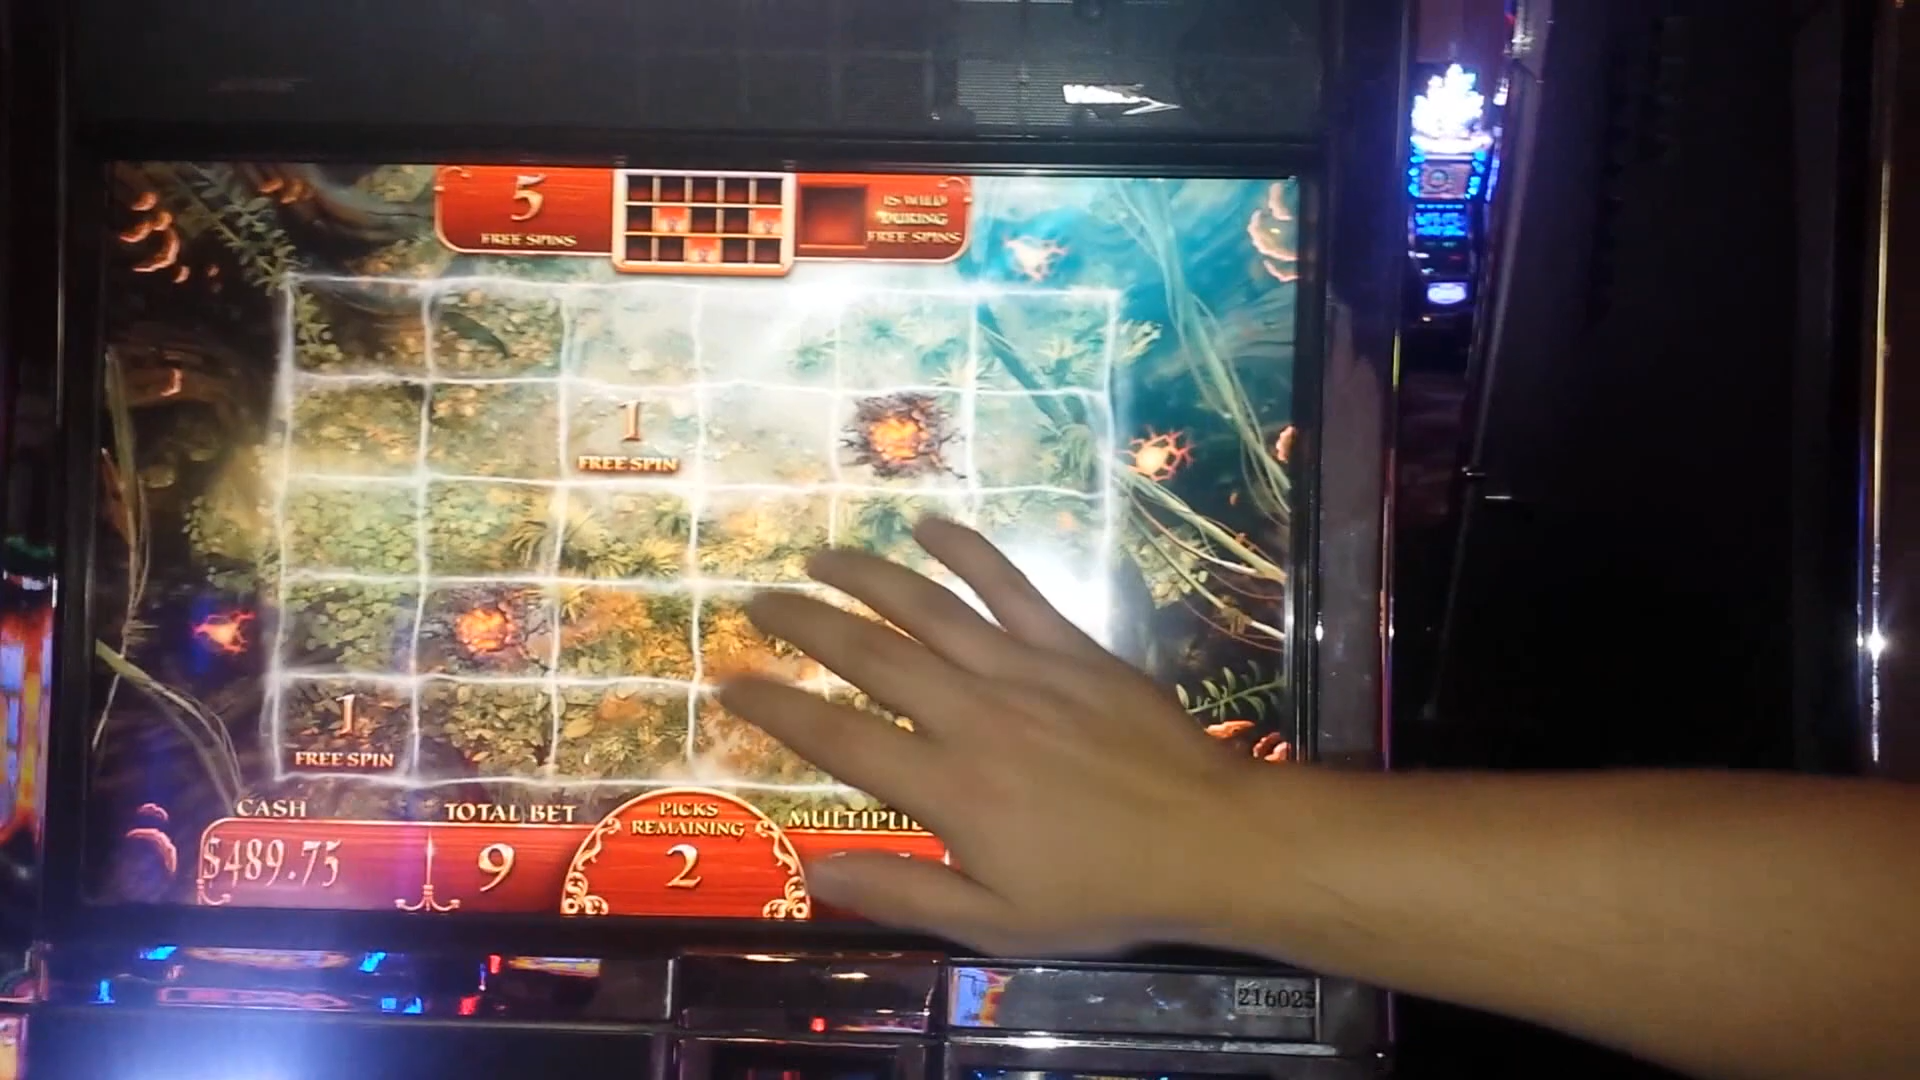 5
FREE SPINS
IS WILD
DURING
FREE SPINS
1
FREE SPIN
1
FREE SPIN
CASH
$489.75
TOTAL BET
9
PICKS
REMAINING
2
MULTIPLIE
216025